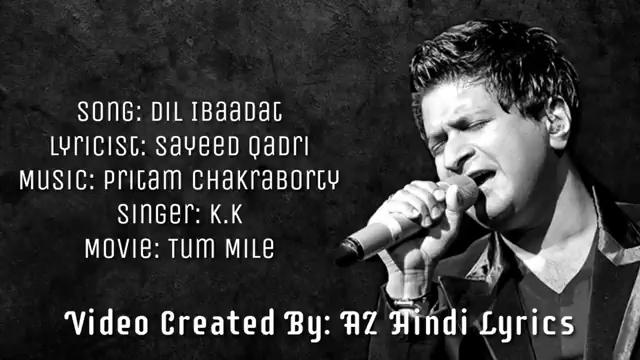 SONG: DIL IBAADAT
LYRICIST: SAYEED QADRI
MUSIC: PRITAM CHAKRABORTY
SINGER: K.K
MOVIE: TUM MILE
Video Created By: AZ Hindi Lyrics